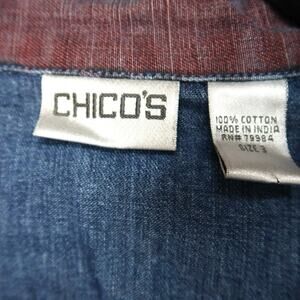 CHICO'S
100% COTTON
MADE IN INDIA
RN# 79984
SIZE 3